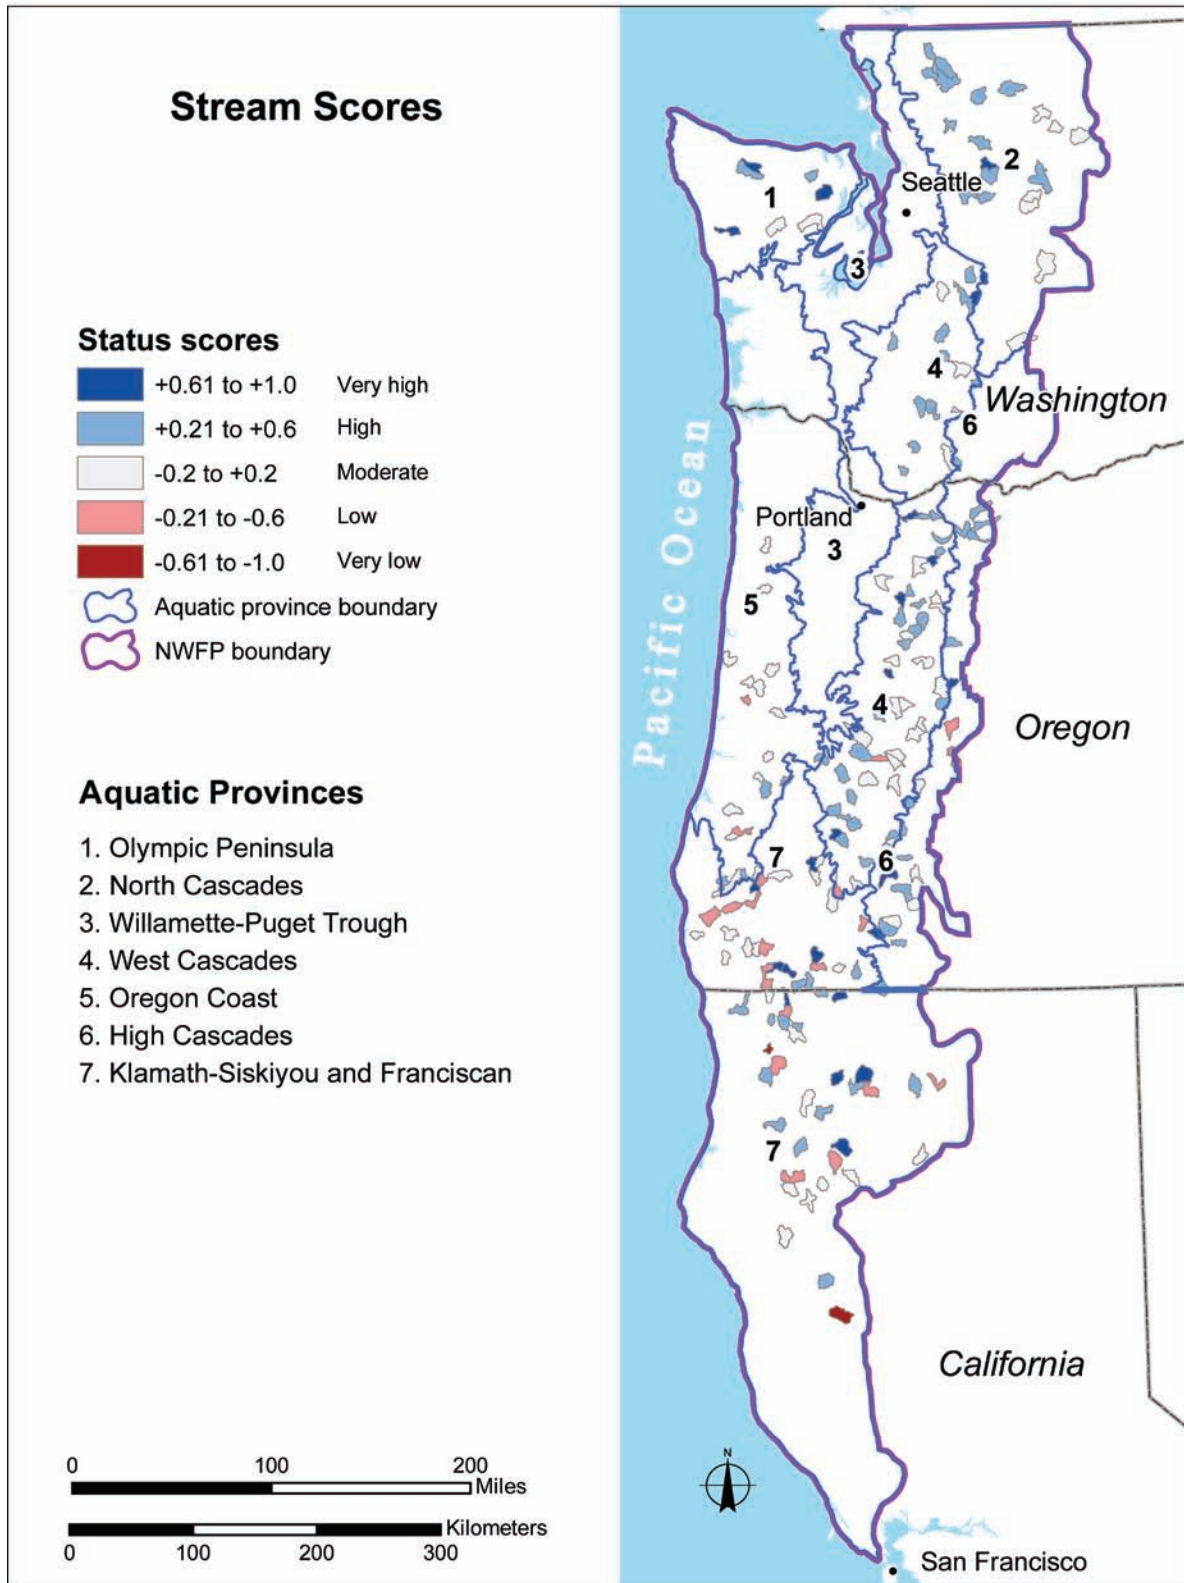 Stream Scores
Status scores
+0.61 to +1.0 Very high
+0.21 to +0.6 High
-0.2 to +0.2 Moderate
-0.21 to -0.6 Low
-0.61 to -1.0 Very low
Aquatic province boundary
NWFP boundary
Aquatic Provinces
1. Olympic Peninsula
2. North Cascades
3. Willamette-Puget Trough
4. West Cascades
5. Oregon Coast
6. High Cascades
7. Klamath-Siskiyou and Franciscan
0 100 200
Miles
Kilometers
0 100 200 300
2
1
Seattle
3
4
Washington
6
Pacific Ocean
Portland
3
5
4
Oregon
7
6
7
California
N
San Francisco